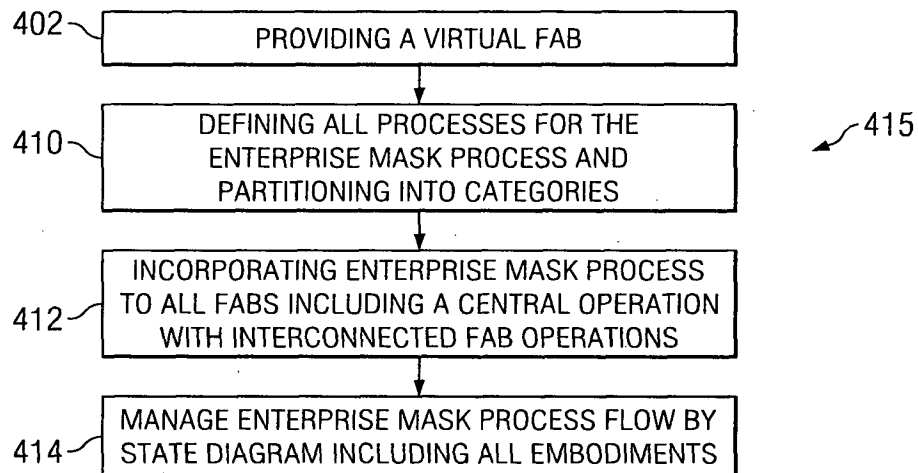 402
PROVIDING A VIRTUAL FAB
410
DEFINING ALL PROCESSES FOR THE
ENTERPRISE MASK PROCESS AND
PARTITIONING INTO CATEGORIES
415
412
INCORPORATING ENTERPRISE MASK PROCESS
TO ALL FABS INCLUDING A CENTRAL OPERATION
WITH INTERCONNECTED FAB OPERATIONS
414
MANAGE ENTERPRISE MASK PROCESS FLOW BY
STATE DIAGRAM INCLUDING ALL EMBODIMENTS